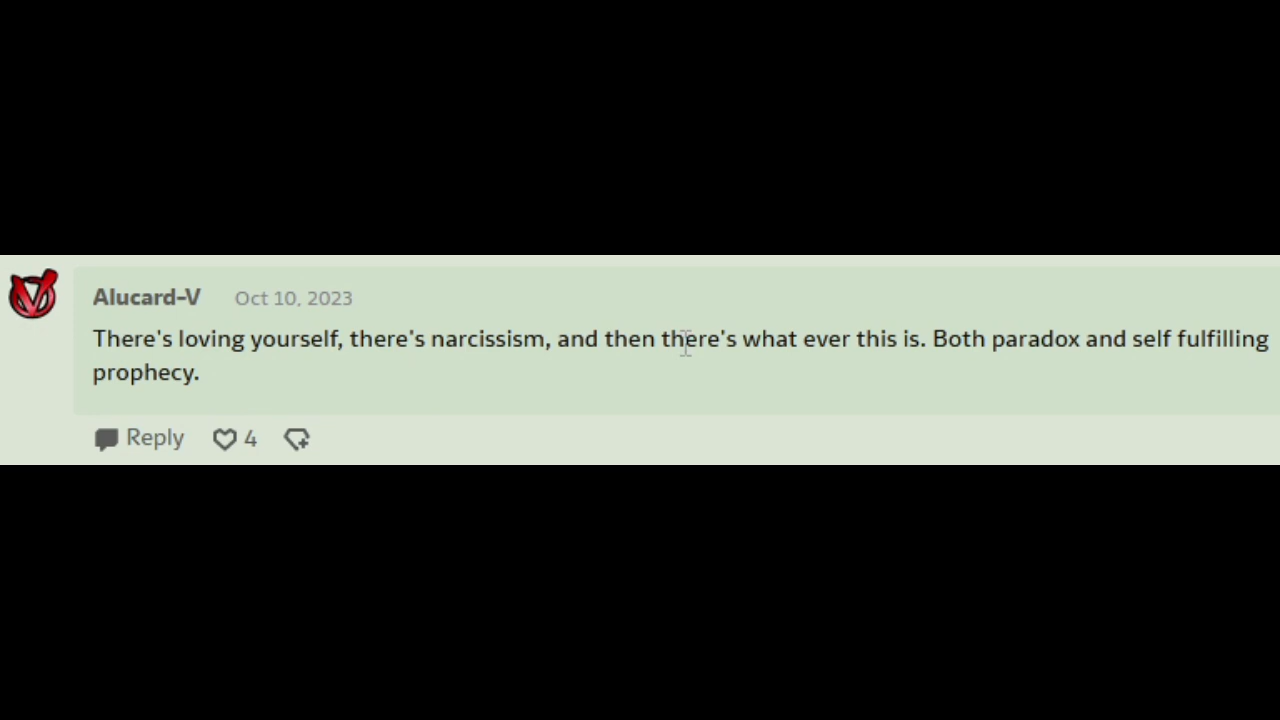 Alucard-V Oct 10, 2023
There's loving yourself, there's narcissism, and then there's what ever this is. Both paradox and self fulfilling
prophecy.
Reply 4